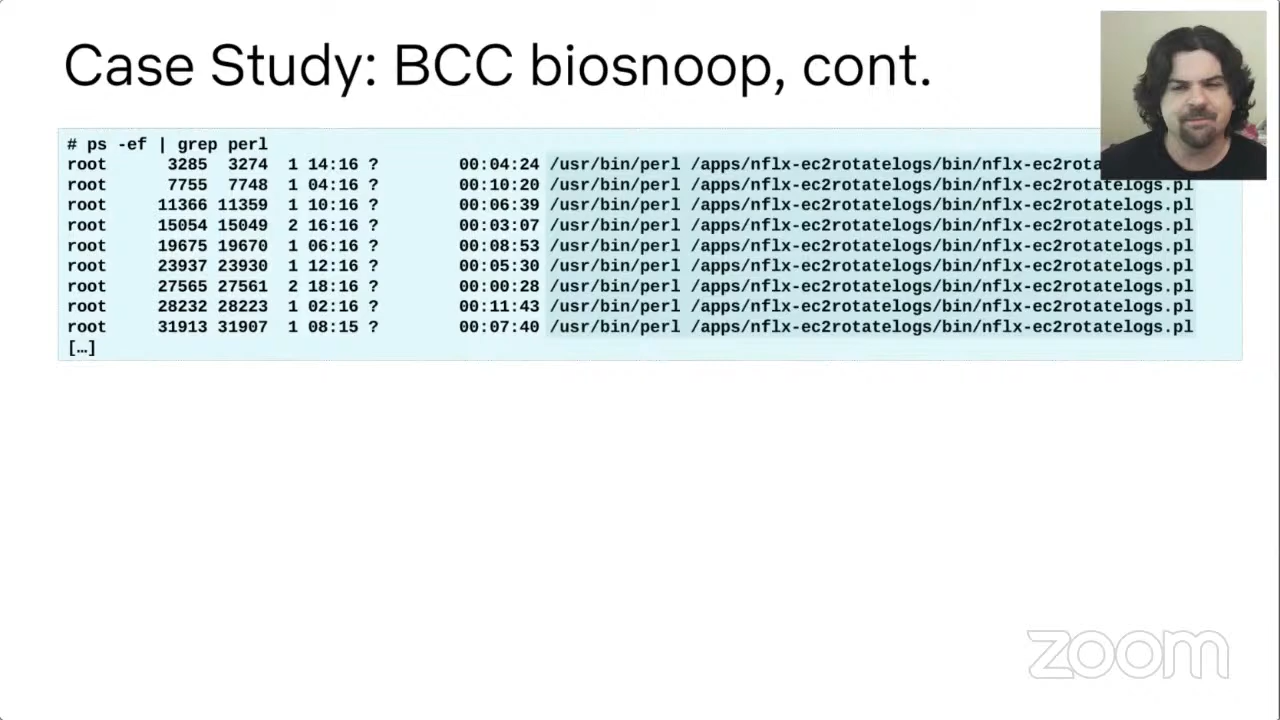 Case Study: BCC biosnoop, cont.
# ps -ef | grep perl
root 3285 3274 1 14:16 ? 00:04:24 /usr/bin/perl /apps/nflx-ec2rotatelogs/bin/nflx-ec2rota
root 7755 7748 1 04:16 ? 00:10:20 /usr/bin/perl /apps/nflx-ec2rotatelogs/bin/nflx-ec2rotatelogs.pl
root 11366 11359 1 10:16 ? 00:06:39 /usr/bin/perl /apps/nflx-ec2rotatelogs/bin/nflx-ec2rotatelogs.pl
root 15054 15049 2 16:16 ? 00:03:07 /usr/bin/perl /apps/nflx-ec2rotatelogs/bin/nflx-ec2rotatelogs.pl
root 19675 19670 1 06:16 ? 00:08:53 /usr/bin/perl /apps/nflx-ec2rotatelogs/bin/nflx-ec2rotatelogs.pl
root 23937 23930 1 12:16 ? 00:05:30 /usr/bin/perl /apps/nflx-ec2rotatelogs/bin/nflx-ec2rotatelogs.pl
root 27565 27561 2 18:16 ? 00:00:28 /usr/bin/perl /apps/nflx-ec2rotatelogs/bin/nflx-ec2rotatelogs.pl
root 28232 28223 1 02:16 ? 00:11:43 /usr/bin/perl /apps/nflx-ec2rotatelogs/bin/nflx-ec2rotatelogs.pl
root 31913 31907 1 08:15 ? 00:07:40 /usr/bin/perl /apps/nflx-ec2rotatelogs/bin/nflx-ec2rotatelogs.pl
[…]
zoom